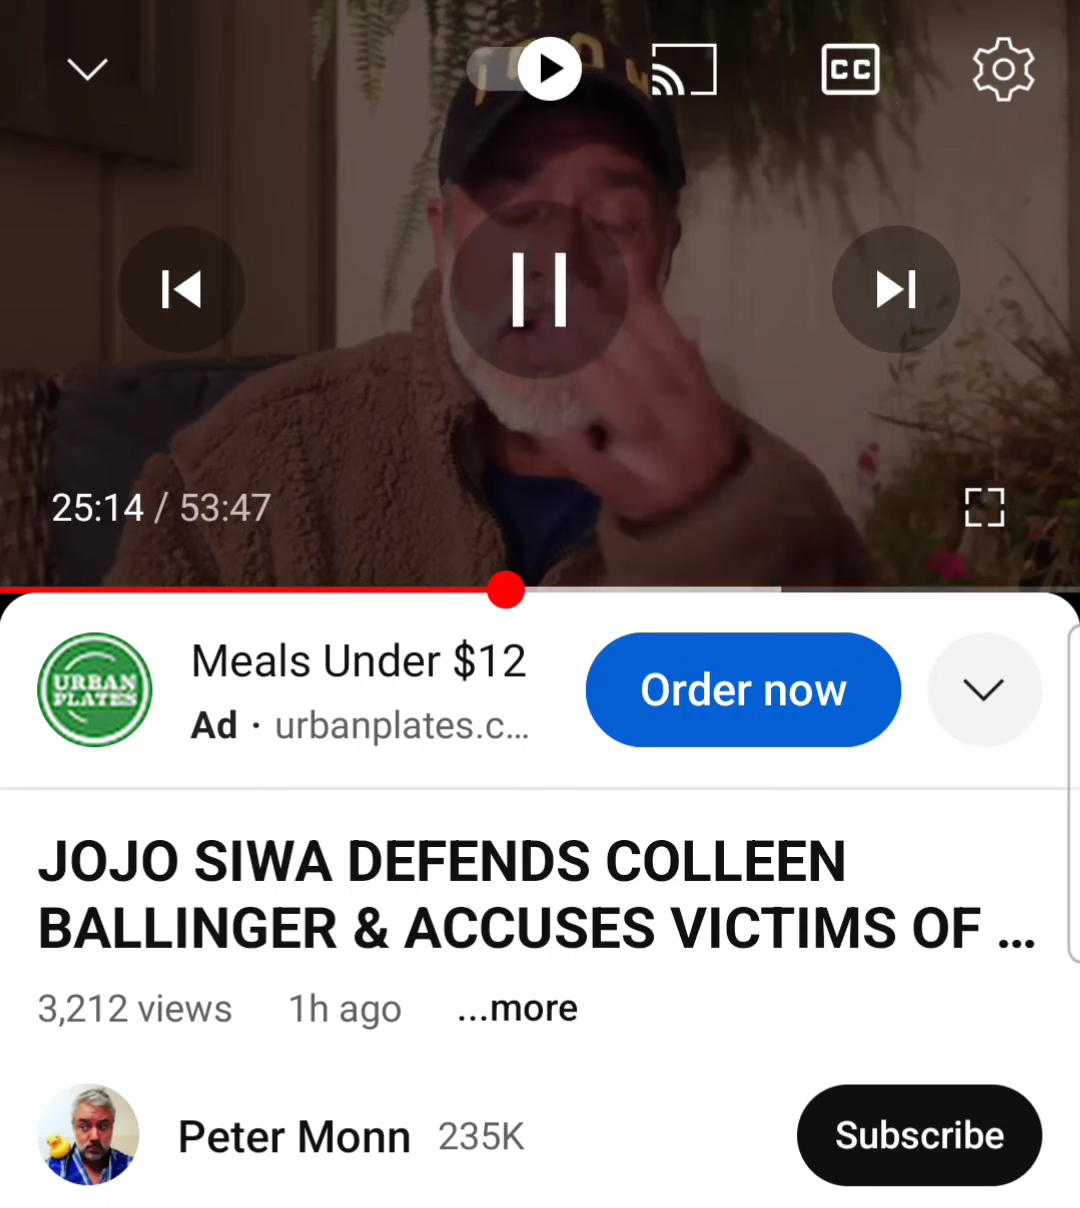 CC
25:14 / 53:47
URBAN
PLATES
Meals Under $12
Ad · urbanplates.c...
Order now
JOJO SIWA DEFENDS COLLEEN
BALLINGER & ACCUSES VICTIMS OF ...
3,212 views 1h ago ...more
Peter Monn 235K
Subscribe